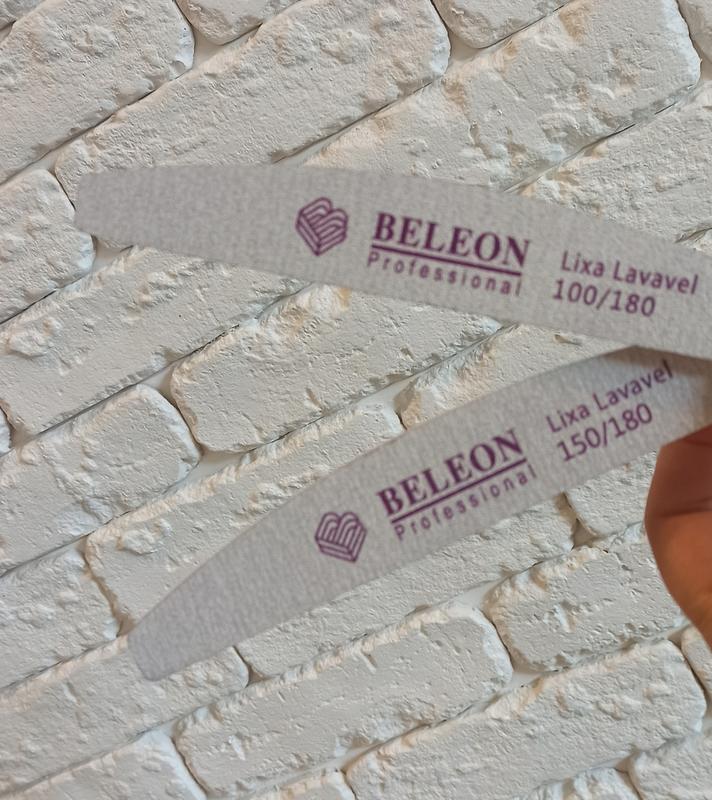 BELEON
Professional
Lixa Lavavel
100/180
BELEON
Professional
Lixa Lavavel
150/180